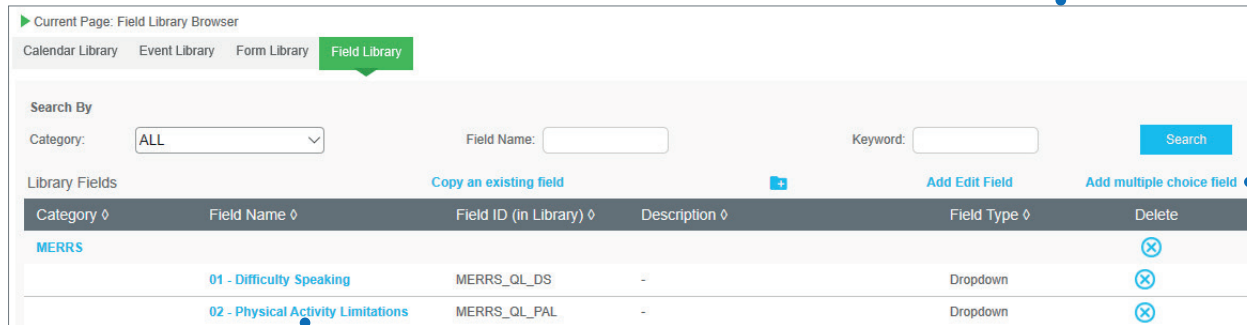 Current Page: Field Library Browser
Calendar Library Event Library Form Library Field Library
Search By
Category: ALL Field Name: Keyword: Search
Library Fields Copy an existing field Add Edit Field Add multiple choice field
Category ◊ Field Name ◊ Field ID (in Library) ◊ Description ◊ Field Type ◊ Delete
MERRS
01 - Difficulty Speaking MERRS_QL_DS - Dropdown
02 - Physical Activity Limitations MERRS_QL_PAL - Dropdown